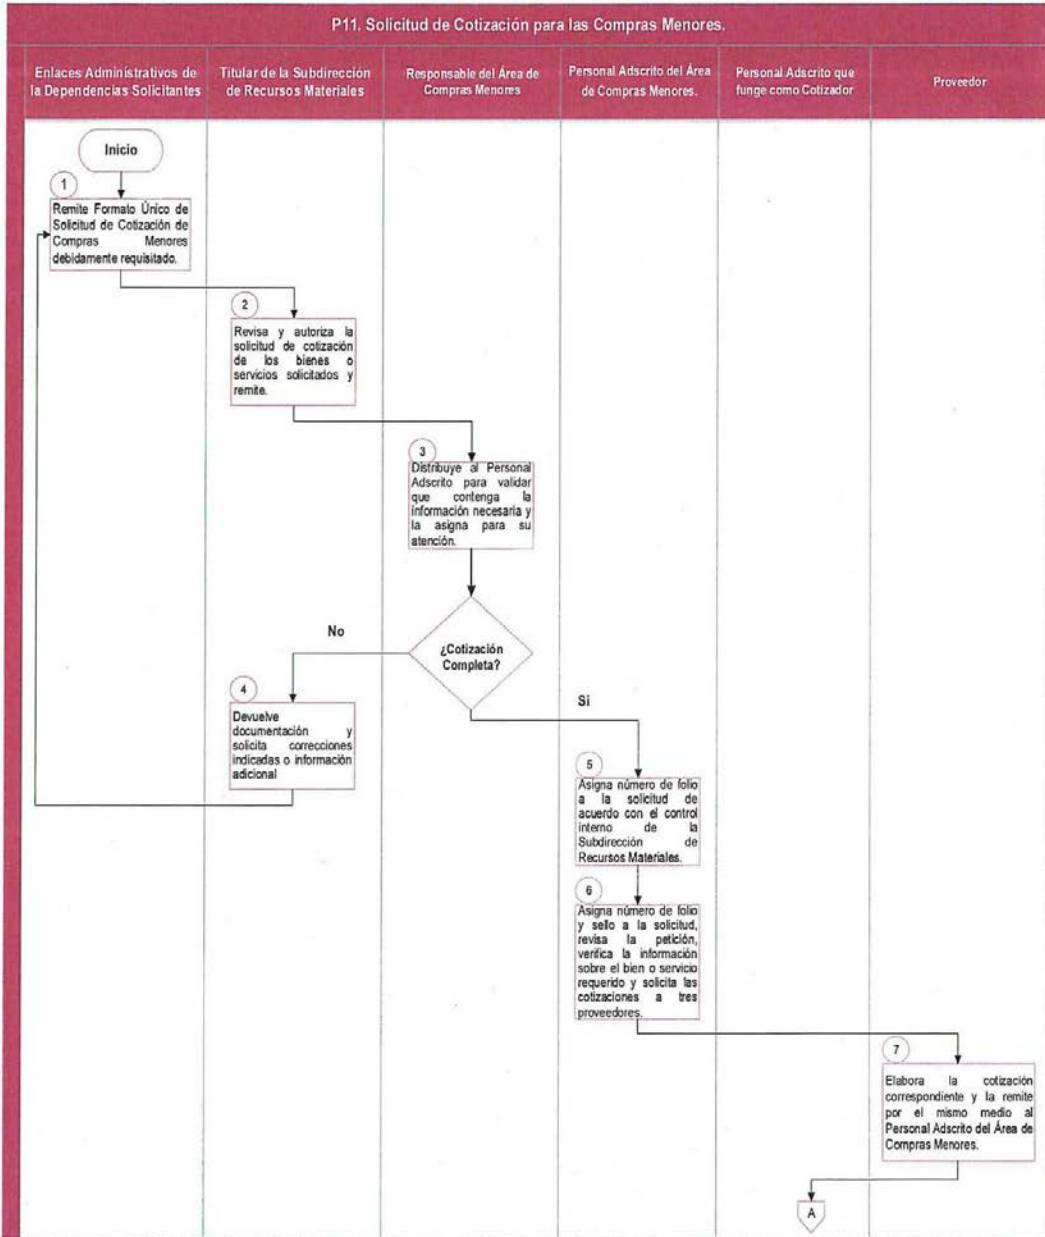 P11. Solicitud de Cotización para las Compras Menores.
Enlaces Administrativos de
la Dependencias Solicitantes
Titular de la Subdirección
de Recursos Materiales
Responsable del Área de
Compras Menores
Personal Adscrito del Área
de Compras Menores.
Personal Adscrito que
funge como Cotizador
Proveedor
Inicio
1
Remite Formato Único de
Solicitud de Cotización de
Compras Menores
debidamente requisitado.
2
Revisa y autoriza la
solicitud de cotización
de los bienes o
servicios solicitados y
remite.
3
Distribuye al Personal
Adscrito para validar
que contenga la
información necesaria y
la asigna para su
atención.
¿Cotización
Completa?
No
4
Devuelve
documentación y
solicita correcciones
indicadas o información
adicional
Si
5
Asigna número de folio
a la solicitud de
acuerdo con el control
interno de la
Subdirección de
Recursos Materiales.
6
Asigna número de folio
y sello a la solicitud,
revisa la petición,
verifica la información
sobre el bien o servicio
requerido y solicita las
cotizaciones a tres
proveedores.
7
Elabora la cotización
correspondiente y la remite
por el mismo medio al
Personal Adscrito del Área de
Compras Menores.
A